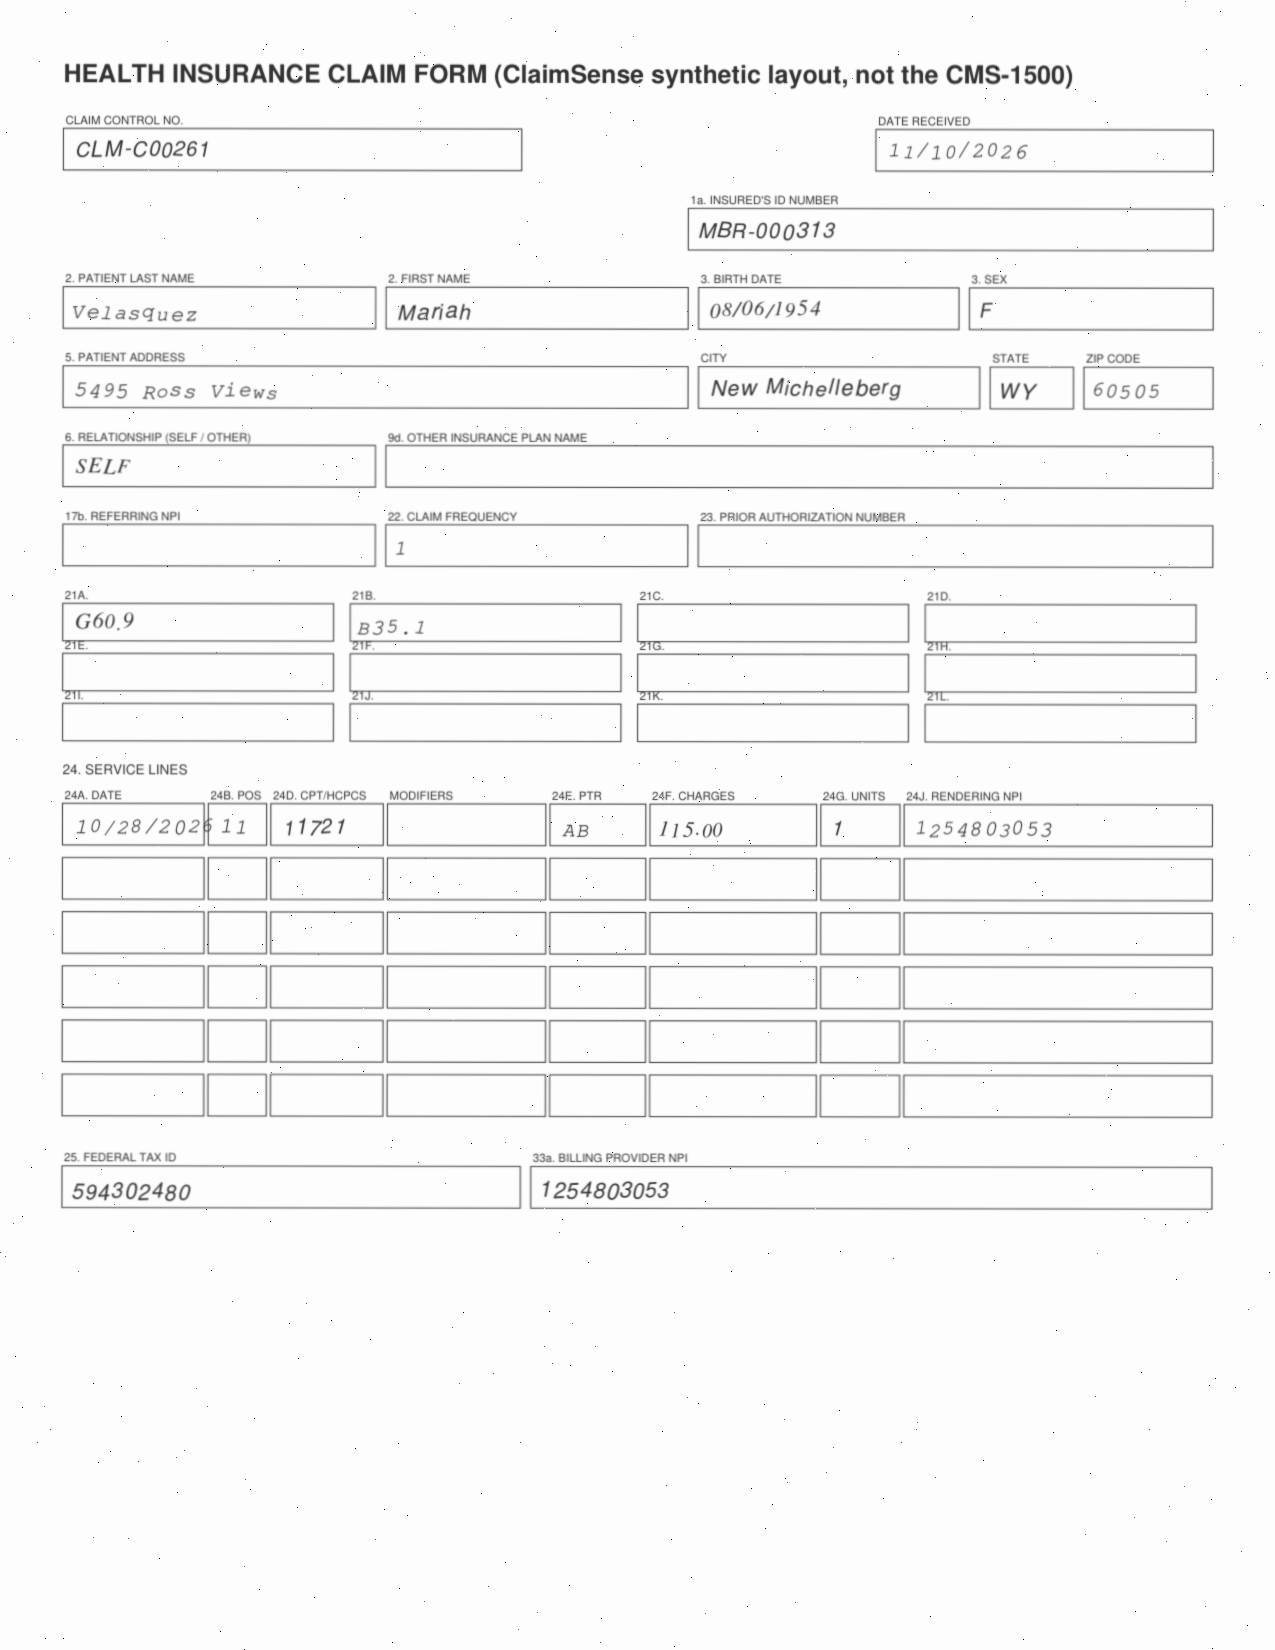 HEALTH INSURANCE CLAIM FORM (ClaimSense synthetic layout, not the CMS-1500)
CLAIM CONTROL NO. DATE RECEIVED
CLM-C00261 11/10/2026
1a. INSURED'S ID NUMBER
MBR-000313
2. PATIENT LAST NAME 2. FIRST NAME 3. BIRTH DATE 3. SEX
Velasquez Mariah 08/06/1954 F
5. PATIENT ADDRESS CITY STATE ZIP CODE
5495 Ross Views New Michelleberg WY 60505
6. RELATIONSHIP (SELF / OTHER) 9d. OTHER INSURANCE PLAN NAME
SELF
17b. REFERRING NPI 22. CLAIM FREQUENCY 23. PRIOR AUTHORIZATION NUMBER
1
21A. 21B. 21C. 21D.
G60.9 B35.1
21E. 21F. 21G. 21H.
21I. 21J. 21K. 21L.
24. SERVICE LINES
24A. DATE 24B. POS 24D. CPT/HCPCS MODIFIERS 24E. PTR 24F. CHARGES 24G. UNITS 24J. RENDERING NPI
10/28/2026 11 11721 AB 115.00 1 1254803053
25. FEDERAL TAX ID 33a. BILLING PROVIDER NPI
594302480 1254803053